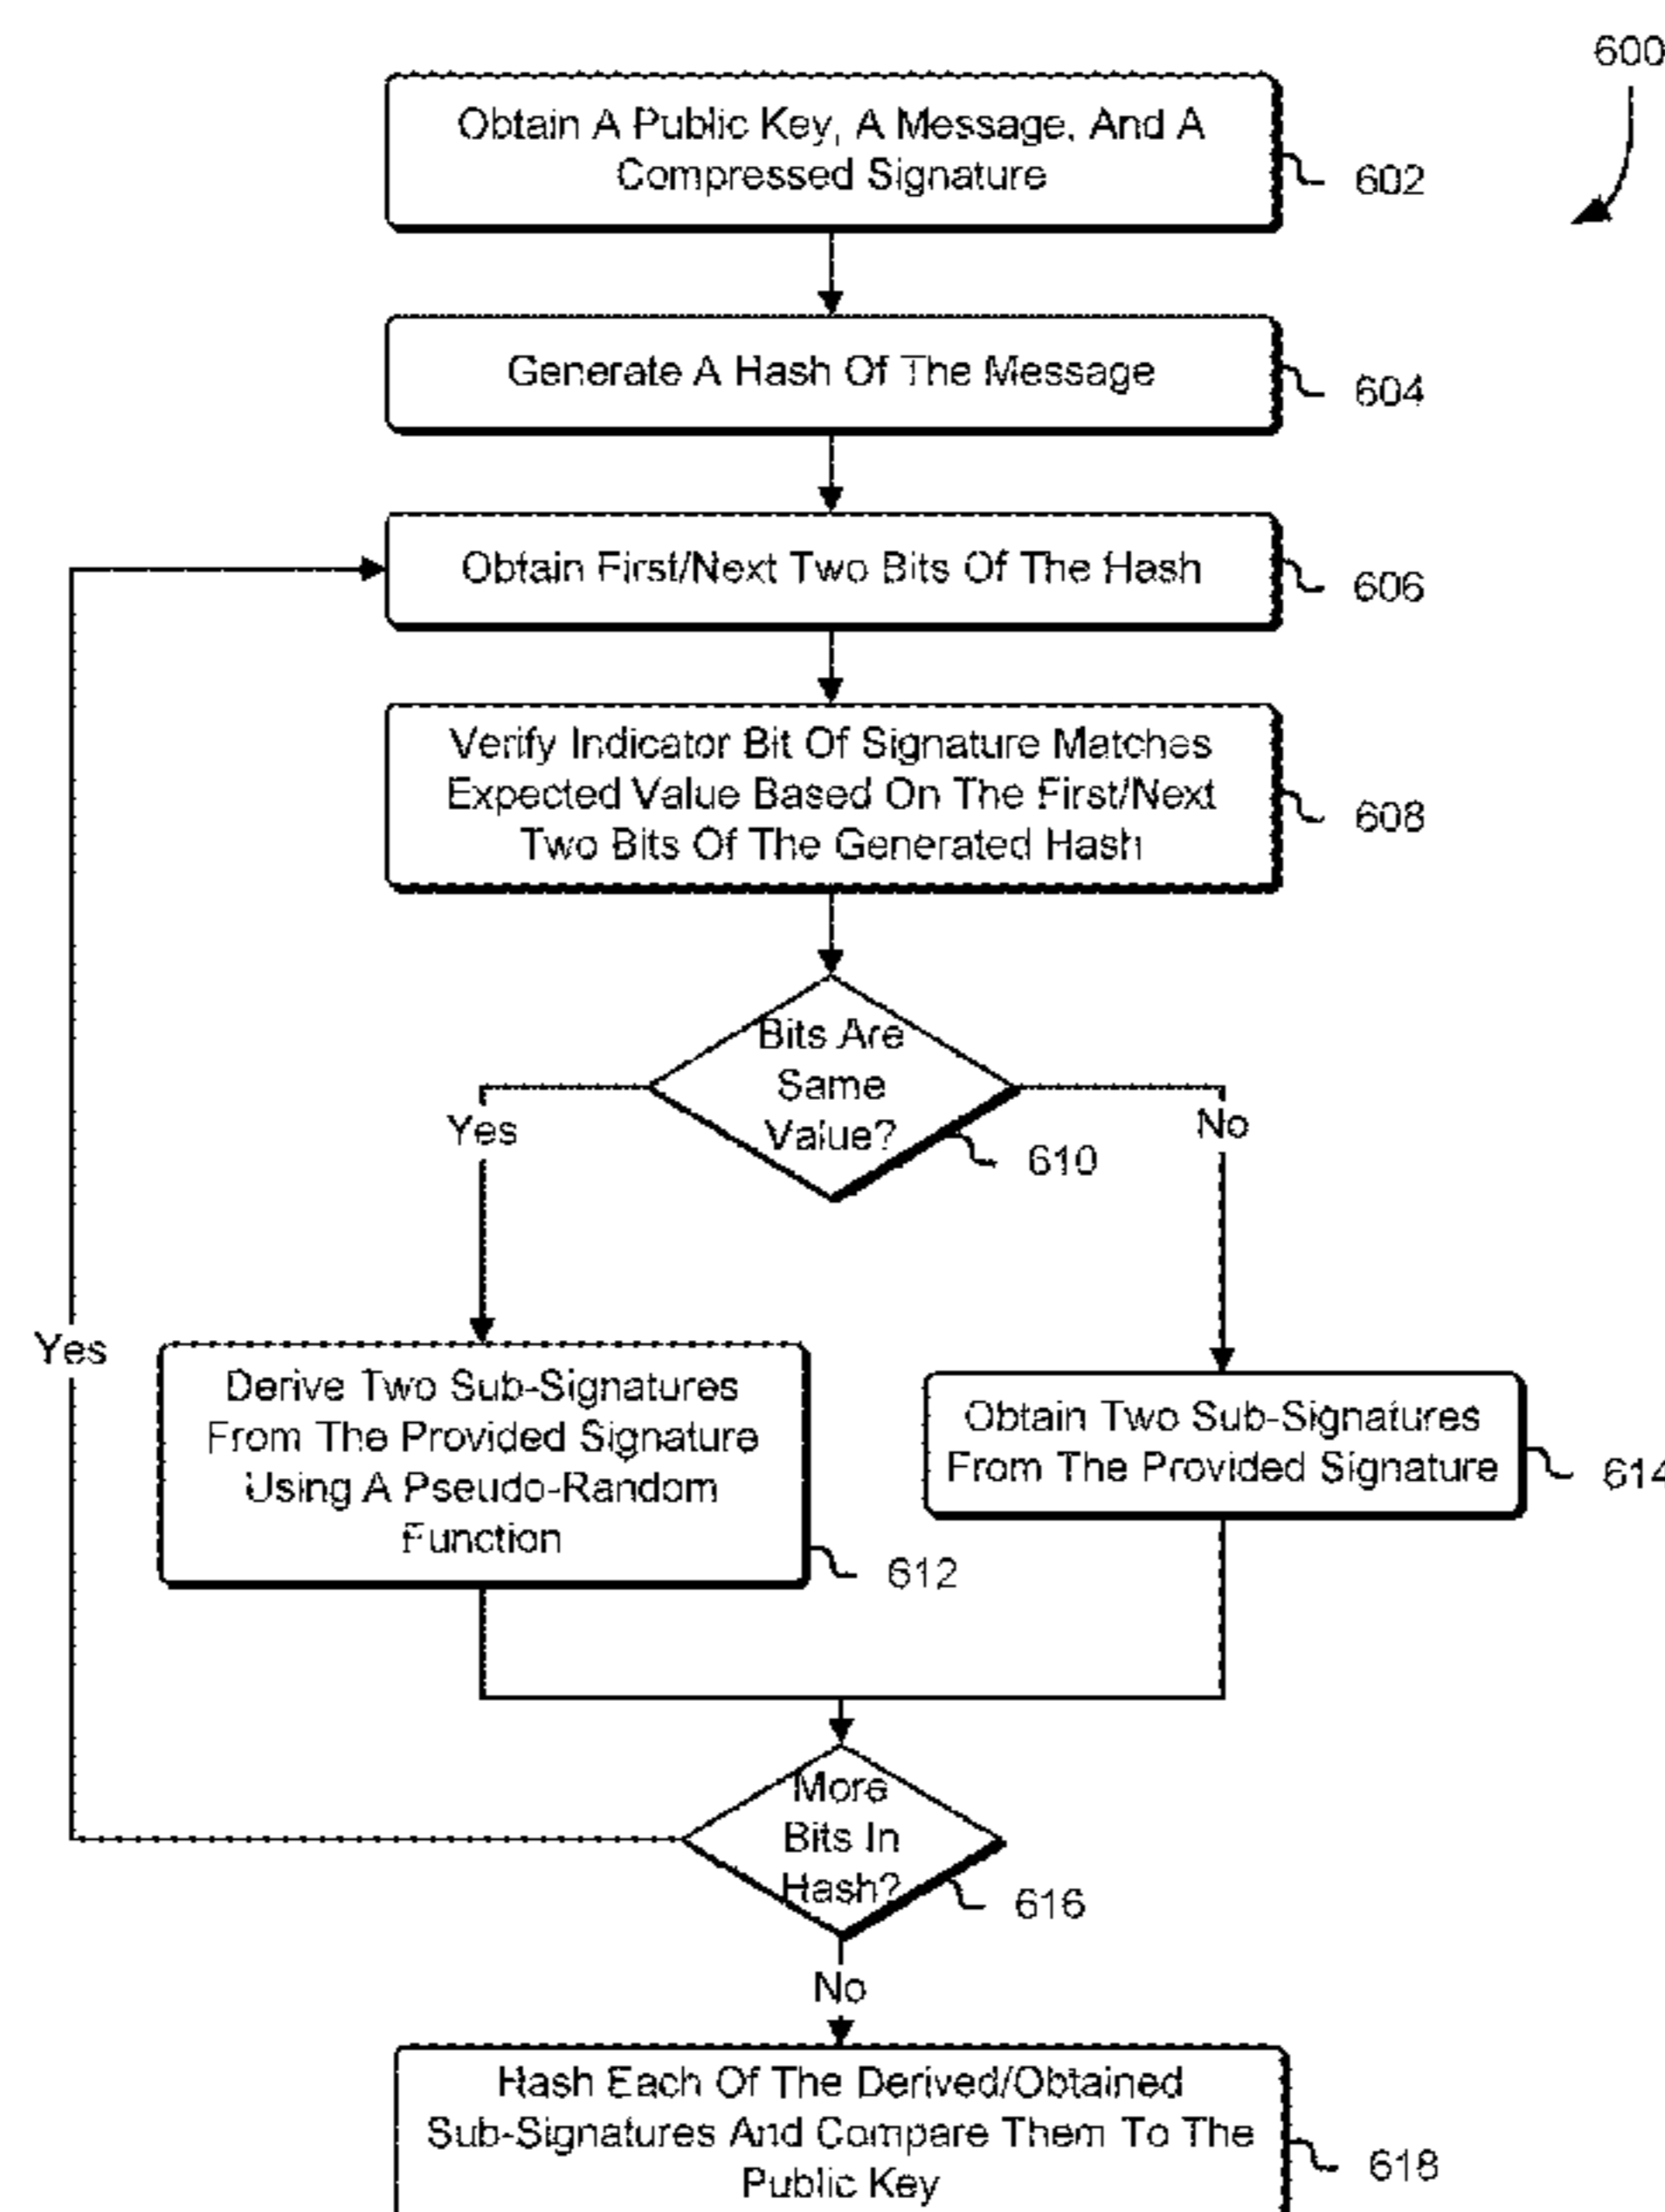 600
Obtain A Public Key, A Message, And A
Compressed Signature
602
Generate A Hash Of The Message
604
Obtain First/Next Two Bits Of The Hash
606
Verify Indicator Bit Of Signature Matches
Expected Value Based On The First/Next
Two Bits Of The Generated Hash
608
Bits Are
Same
Value?
610
Yes
No
Yes
Derive Two Sub-Signatures
From The Provided Signature
Using A Pseudo-Random
Function
612
Obtain Two Sub-Signatures
From The Provided Signature
614
More
Bits In
Hash?
616
No
Hash Each Of The Derived/Obtained
Sub-Signatures And Compare Them To The
Public Key
618